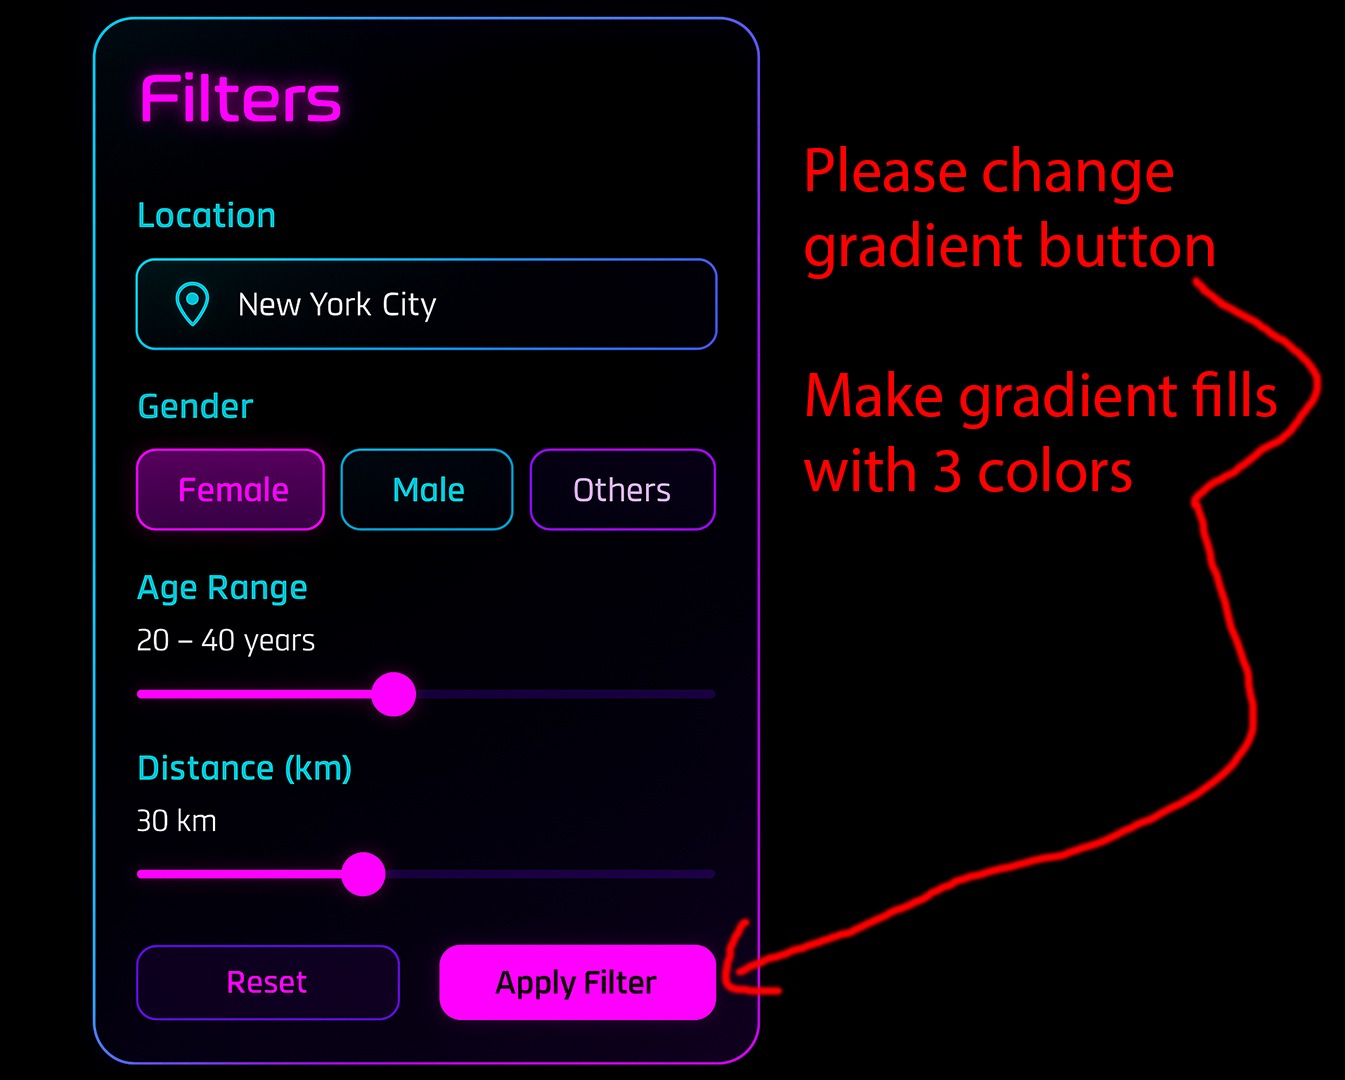 Filters
Location
New York City
Gender
Female Male Others
Age Range
20 – 40 years
Distance (km)
30 km
Reset Apply Filter
Please change
gradient button
Make gradient fills
with 3 colors